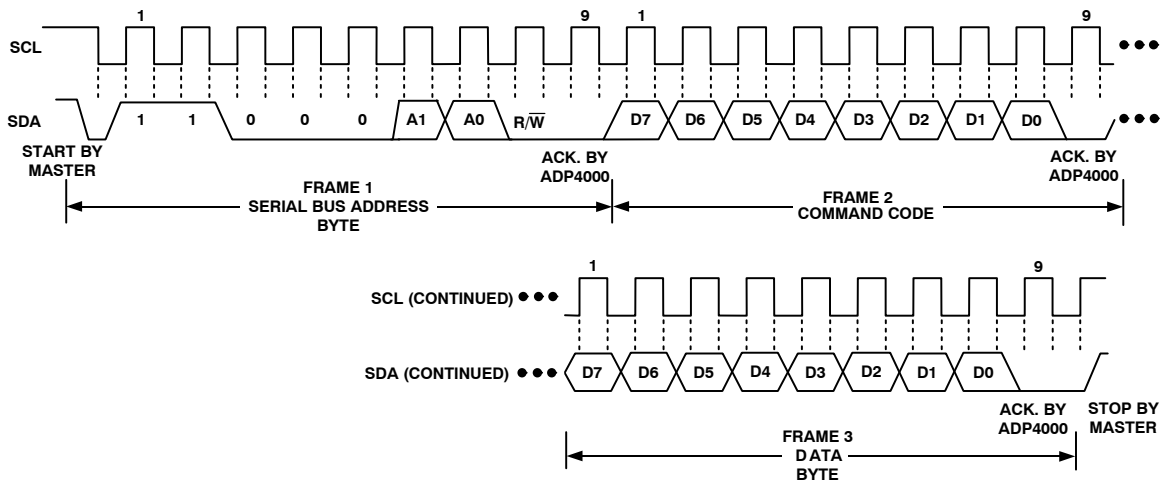 1 9 1 9
SCL
SDA 1 1 0 0 0 A1 A0 R/W̅ D7 D6 D5 D4 D3 D2 D1 D0
START BY
MASTER
ACK. BY
ADP4000
ACK. BY
ADP4000
FRAME 1
SERIAL BUS ADDRESS
BYTE
FRAME 2
COMMAND CODE
1 9
SCL (CONTINUED)
SDA (CONTINUED) D7 D6 D5 D4 D3 D2 D1 D0
ACK. BY
ADP4000
STOP BY
MASTER
FRAME 3
DATA
BYTE